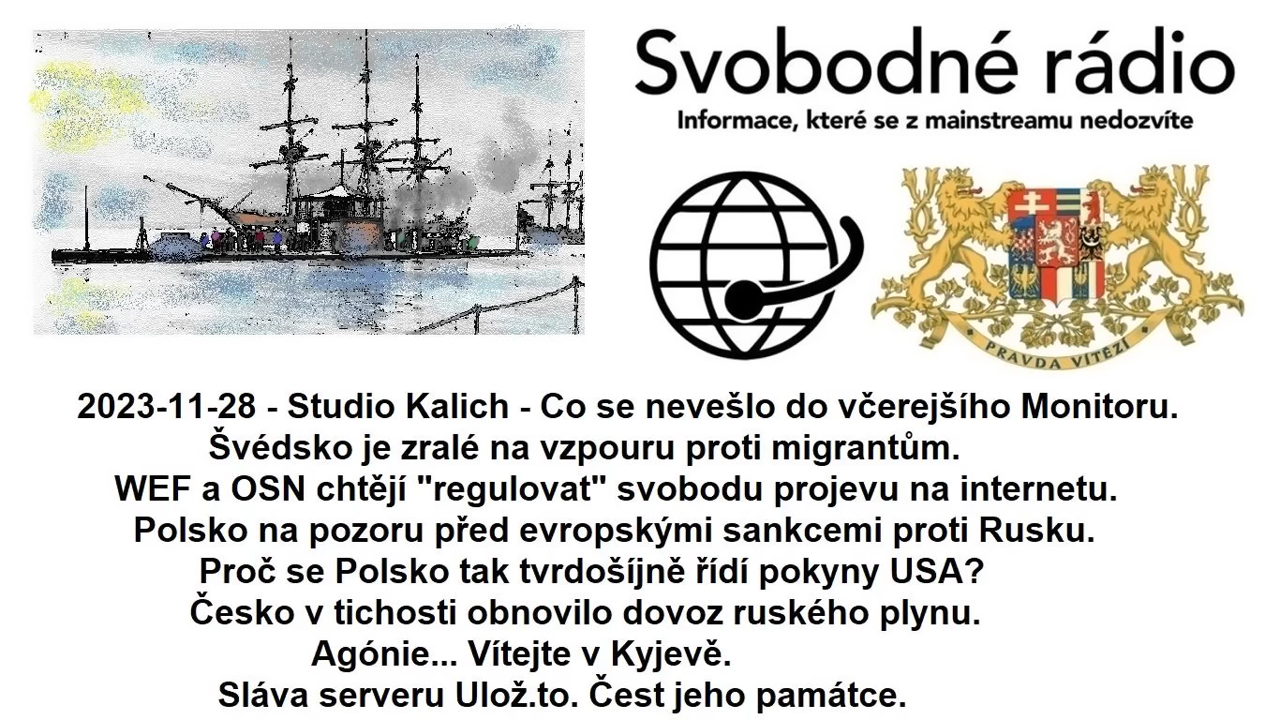 Svobodné rádio
Informace, které se z mainstreamu nedozvíte
PRAVDA VÍTĚZÍ
2023-11-28 - Studio Kalich - Co se nevešlo do včerejšího Monitoru.
Švédsko je zralé na vzpouru proti migrantům.
WEF a OSN chtějí "regulovat" svobodu projevu na internetu.
Polsko na pozoru před evropskými sankcemi proti Rusku.
Proč se Polsko tak tvrdošíjně řídí pokyny USA?
Česko v tichosti obnovilo dovoz ruského plynu.
Agónie... Vítejte v Kyjevě.
Sláva serveru Ulož.to. Čest jeho památce.